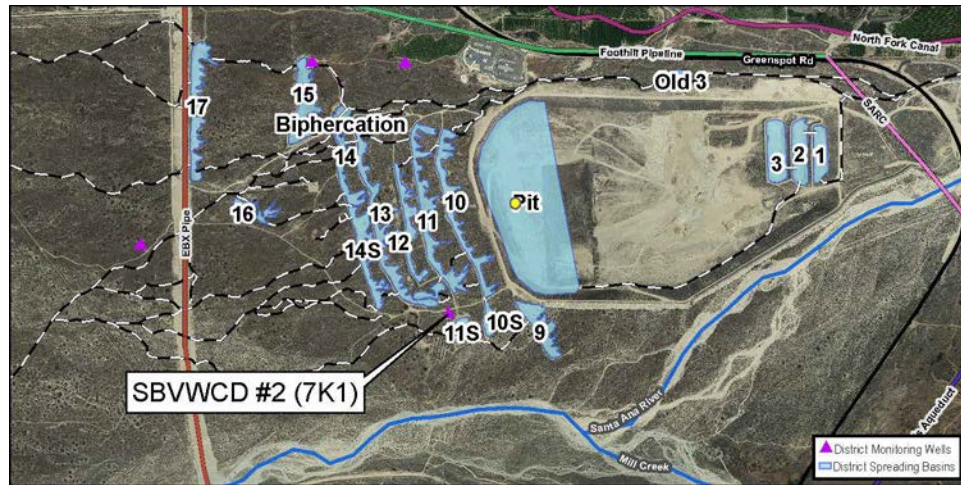 North Fork Canal
Foothill Pipeline
Greenspot Rd
Old 3
SARC
17
15
Biphercation
14
3
2
1
10
11
13
12
16
Pit
EBX Pipe
14S
11S
10S
9
SBVWCD #2 (7K1)
Santa Ana River
Mill Creek
Aqueduct
District Monitoring Wells
District Spreading Basins